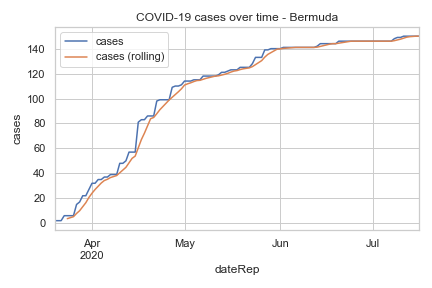 COVID-19 cases over time - Bermuda
cases
cases (rolling)
140
120
100
80
60
40
20
0
cases
Apr
2020
May
Jun
Jul
dateRep